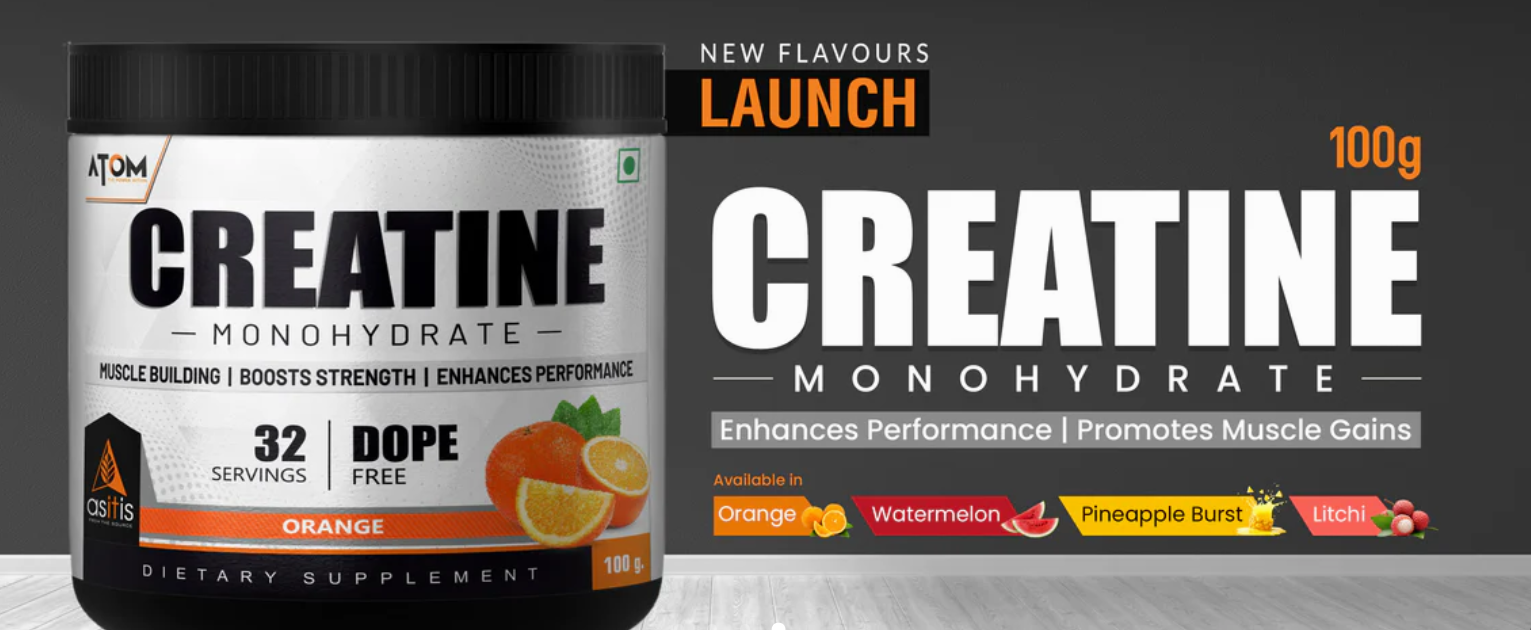 ATOM
CREATINE
MONOHYDRATE
MUSCLE BUILDING | BOOSTS STRENGTH | ENHANCES PERFORMANCE
32
SERVINGS
DOPE
FREE
asitis
FROM THE SOURCE
ORANGE
100 g.
DIETARY SUPPLEMENT
NEW FLAVOURS
LAUNCH
100g
CREATINE
MONOHYDRATE
Enhances Performance | Promotes Muscle Gains
Available in
Orange
Watermelon
Pineapple Burst
Litchi